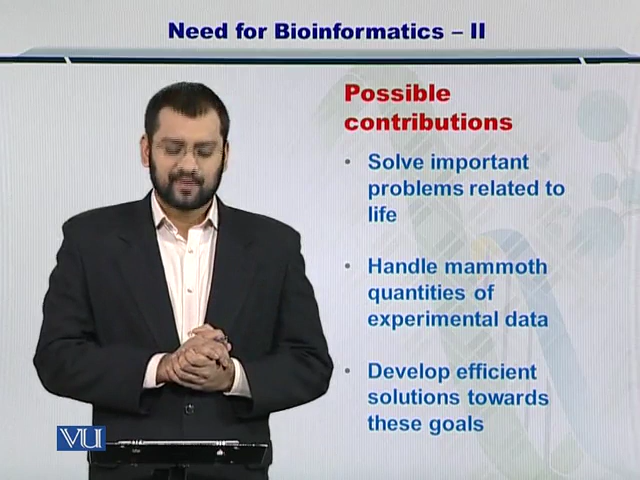 Need for Bioinformatics – II
Possible
contributions
• Solve important
problems related to
life
• Handle mammoth
quantities of
experimental data
• Develop efficient
solutions towards
these goals
VU